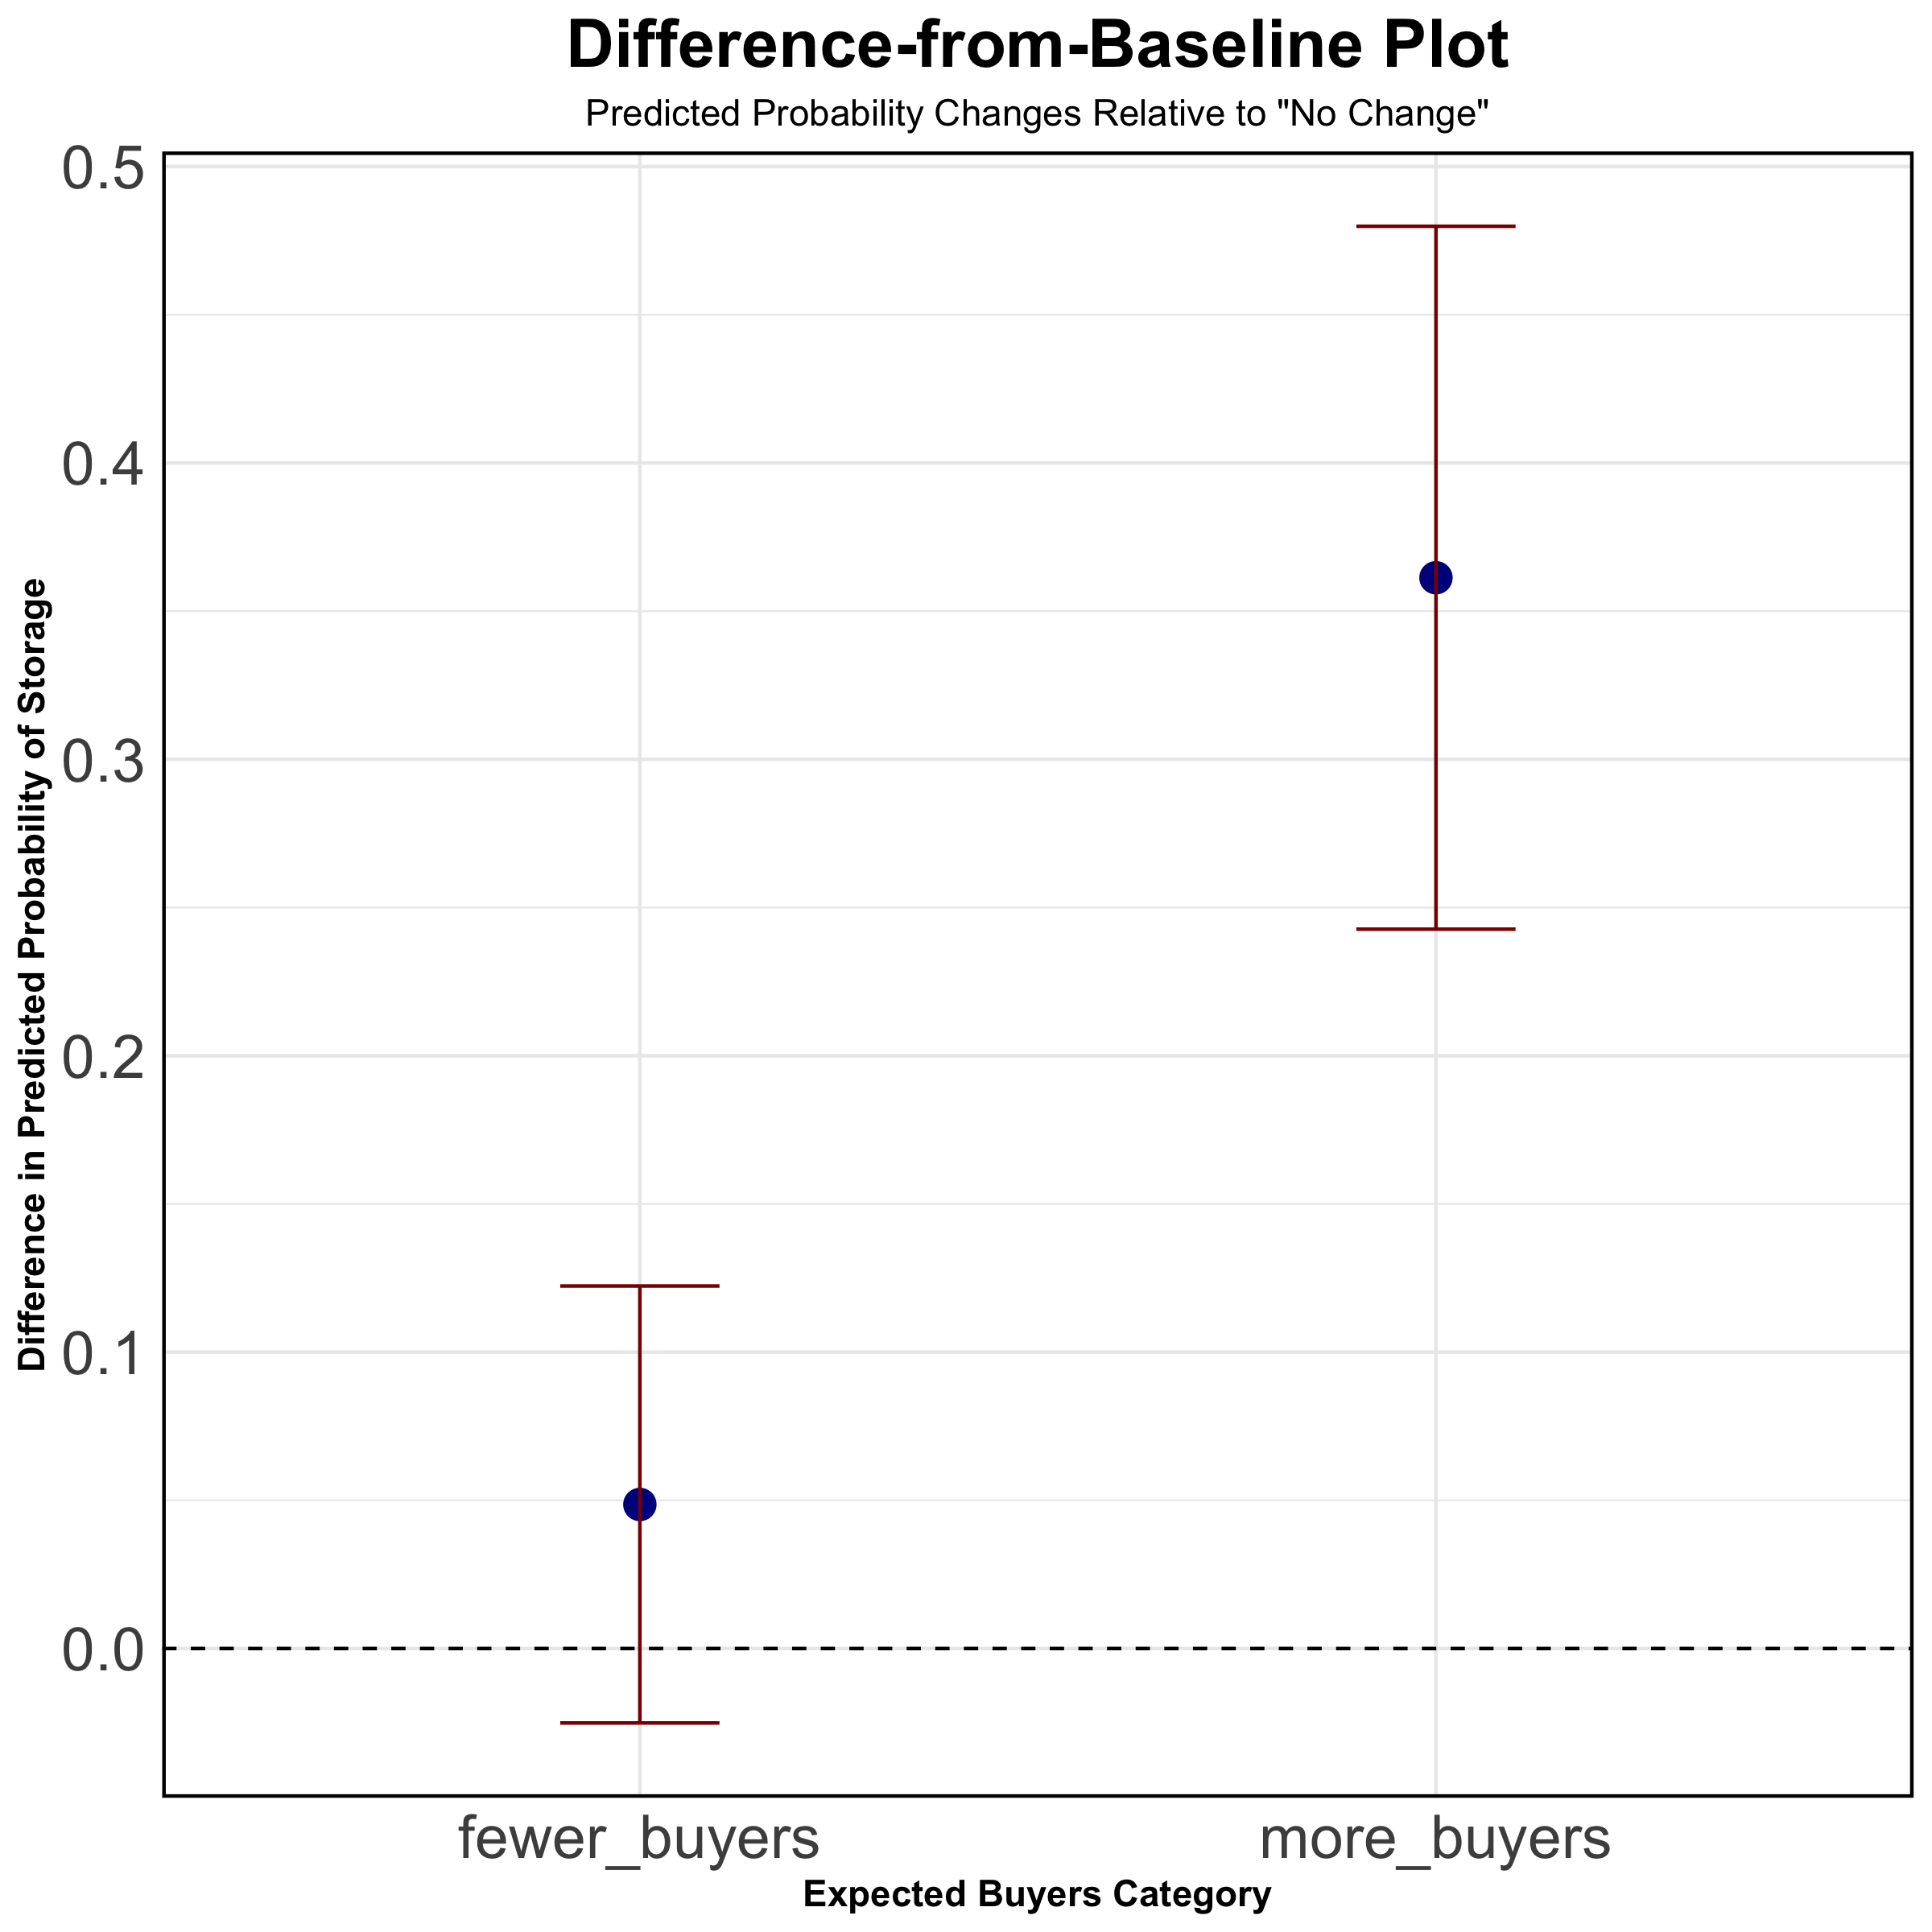 Difference-from-Baseline Plot
Predicted Probability Changes Relative to "No Change"
Difference in Predicted Probability of Storage
0.5
0.4
0.3
0.2
0.1
0.0
fewer_buyers
more_buyers
Expected Buyers Category